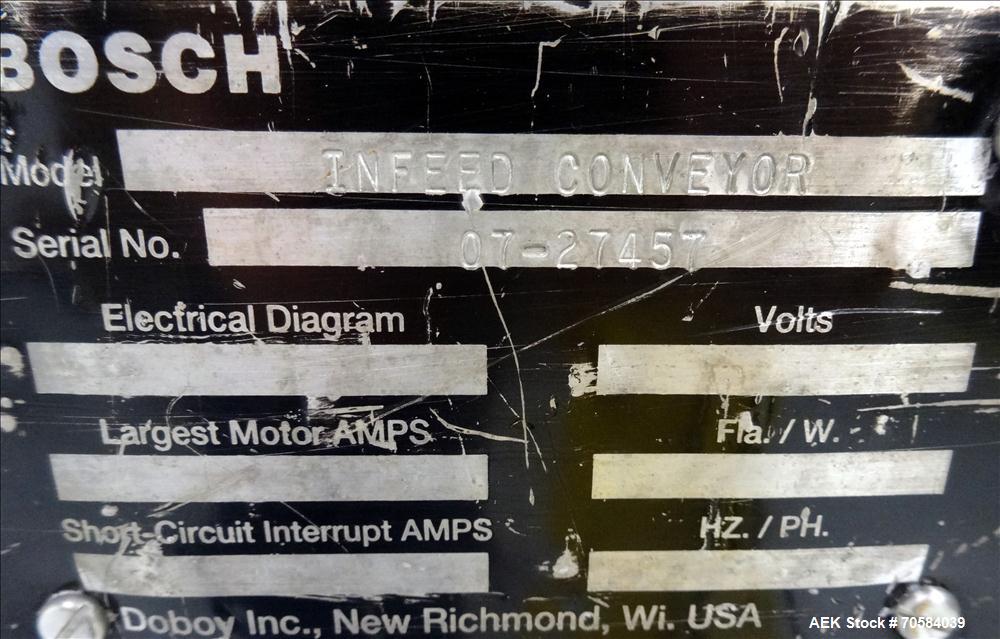 BOSCH
Model INFEED CONVEYOR
Serial No. 07-27457
Electrical Diagram Volts
Largest Motor AMPS Fla. / W.
Short-Circuit Interrupt AMPS HZ. / PH.
Doboy Inc., New Richmond, Wi. USA
AEK Stock #70584039